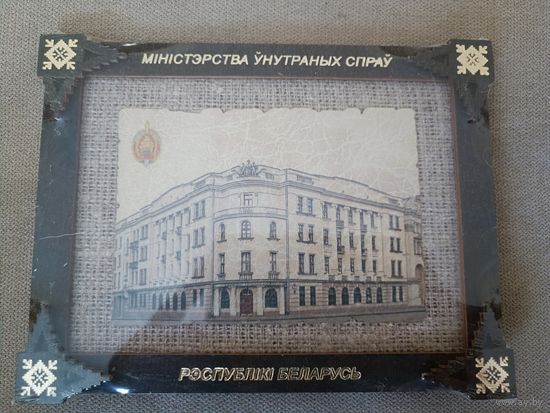 МІНІСТЭРСТВА ЎНУТРАНЫХ СПРАЎ
РЭСПУБЛІКІ БЕЛАРУСЬ